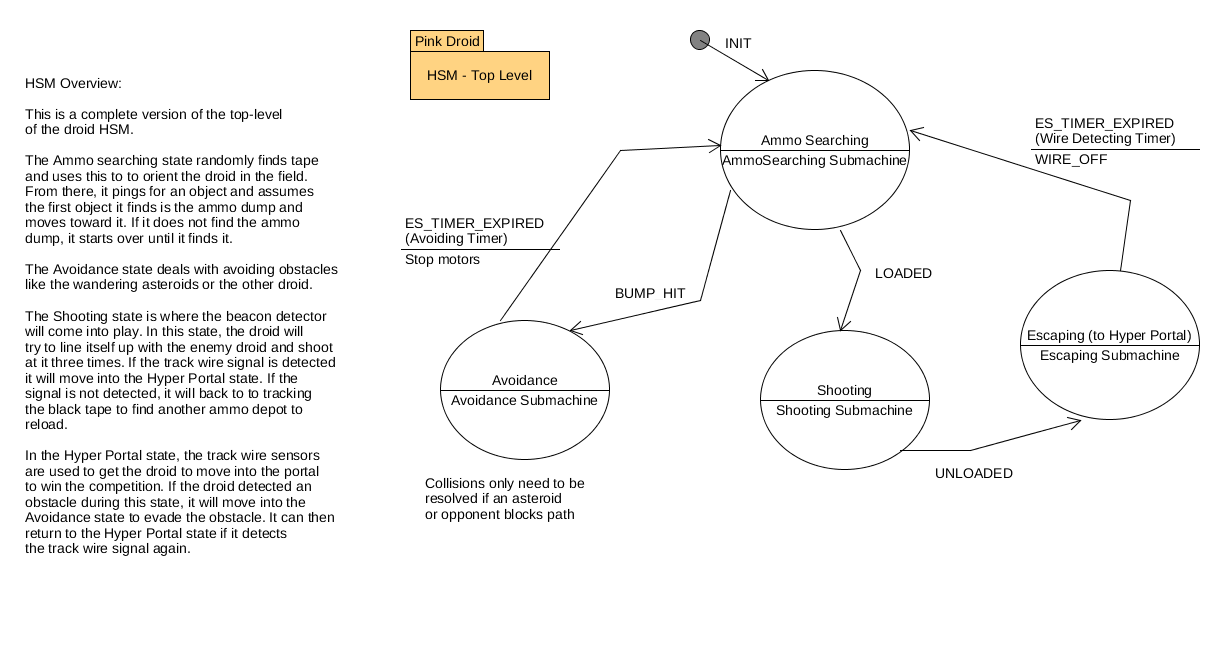 HSM Overview:
This is a complete version of the top-level
of the droid HSM.
The Ammo searching state randomly finds tape
and uses this to to orient the droid in the field.
From there, it pings for an object and assumes
the first object it finds is the ammo dump and
moves toward it. If it does not find the ammo
dump, it starts over until it finds it.
The Avoidance state deals with avoiding obstacles
like the wandering asteroids or the other droid.
The Shooting state is where the beacon detector
will come into play. In this state, the droid will
try to line itself up with the enemy droid and shoot
at it three times. If the track wire signal is detected
it will move into the Hyper Portal state. If the
signal is not detected, it will back to to tracking
the black tape to find another ammo depot to
reload.
In the Hyper Portal state, the track wire sensors
are used to get the droid to move into the portal
to win the competition. If the droid detected an
obstacle during this state, it will move into the
Avoidance state to evade the obstacle. It can then
return to the Hyper Portal state if it detects
the track wire signal again.
Pink Droid
HSM - Top Level
INIT
Ammo Searching
AmmoSearching Submachine
ES_TIMER_EXPIRED
(Wire Detecting Timer)
WIRE_OFF
ES_TIMER_EXPIRED
(Avoiding Timer)
Stop motors
BUMP HIT
LOADED
Avoidance
Avoidance Submachine
Shooting
Shooting Submachine
Escaping (to Hyper Portal)
Escaping Submachine
UNLOADED
Collisions only need to be
resolved if an asteroid
or opponent blocks path